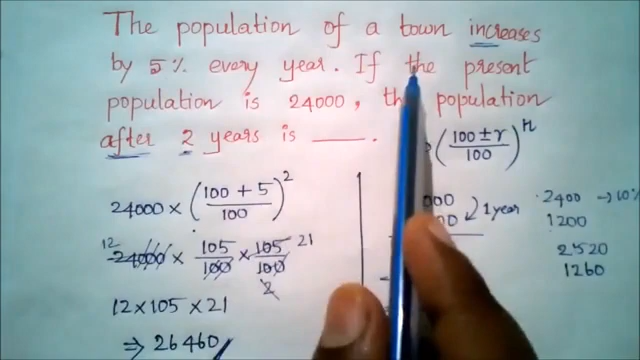 The population of a town increases
by 5% every year. If the present
population is 24000, the population
after 2 years is ____.
(100 ± r / 100)^n
24000 × (100 + 5 / 100)^2
12 24000 × 105/100 × 105/100 21
2
12 × 105 × 21
⇒ 26460
1 year
2400 → 10%
1200
2520
1260